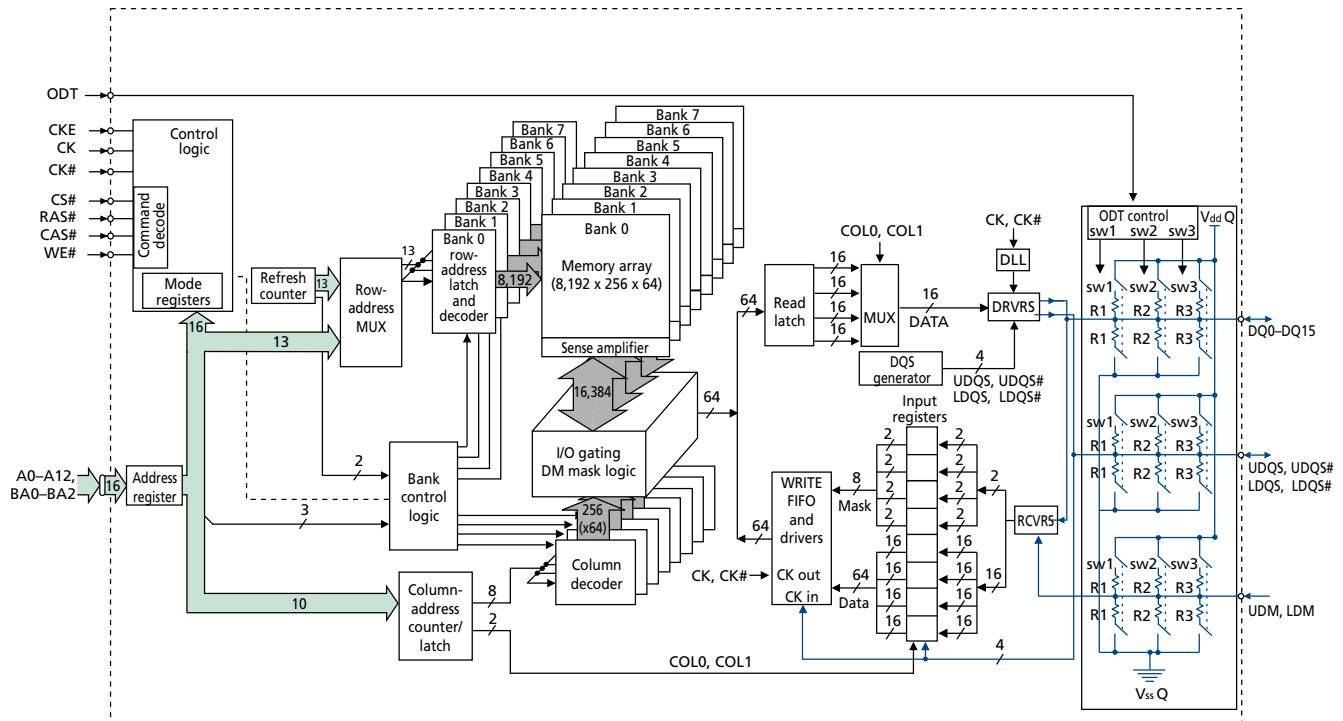 ODT
CKE
CK
CK#
CS#
RAS#
CAS#
WE#
Control
logic
Command
decode
Mode
registers
Refresh
counter
13
Row-
address
MUX
13
16
13
Bank 7
Bank 6
Bank 5
Bank 4
Bank 3
Bank 2
Bank 1
Bank 0
row-
address
latch
and
decoder
8,192
Bank 7
Bank 6
Bank 5
Bank 4
Bank 3
Bank 2
Bank 1
Bank 0
Memory array
(8,192 x 256 x 64)
Sense amplifier
16,384
I/O gating
DM mask logic
64
256
(x64)
Column
decoder
A0–A12,
BA0–BA2
16
Address
register
2
3
Bank
control
logic
10
Column-
address
counter/
latch
8
2
COL0, COL1
64
Read
latch
16
16
16
16
COL0, COL1
MUX
16
DATA
CK, CK#
DLL
DRVRS
DQS
generator
4
UDQS, UDQS#
LDQS, LDQS#
Input
registers
2
2
2
2
2
2
2
2
16
16
16
16
16
16
16
16
8
Mask
64
Data
2
16
RCVRS
64
WRITE
FIFO
and
drivers
CK out
CK in
CK, CK#
4
ODT control
VddQ
sw1 sw2 sw3
sw1 sw2 sw3
R1 R2 R3
R1 R2 R3
DQ0–DQ15
sw1 sw2 sw3
R1 R2 R3
R1 R2 R3
UDQS, UDQS#
LDQS, LDQS#
sw1 sw2 sw3
R1 R2 R3
R1 R2 R3
UDM, LDM
VssQ